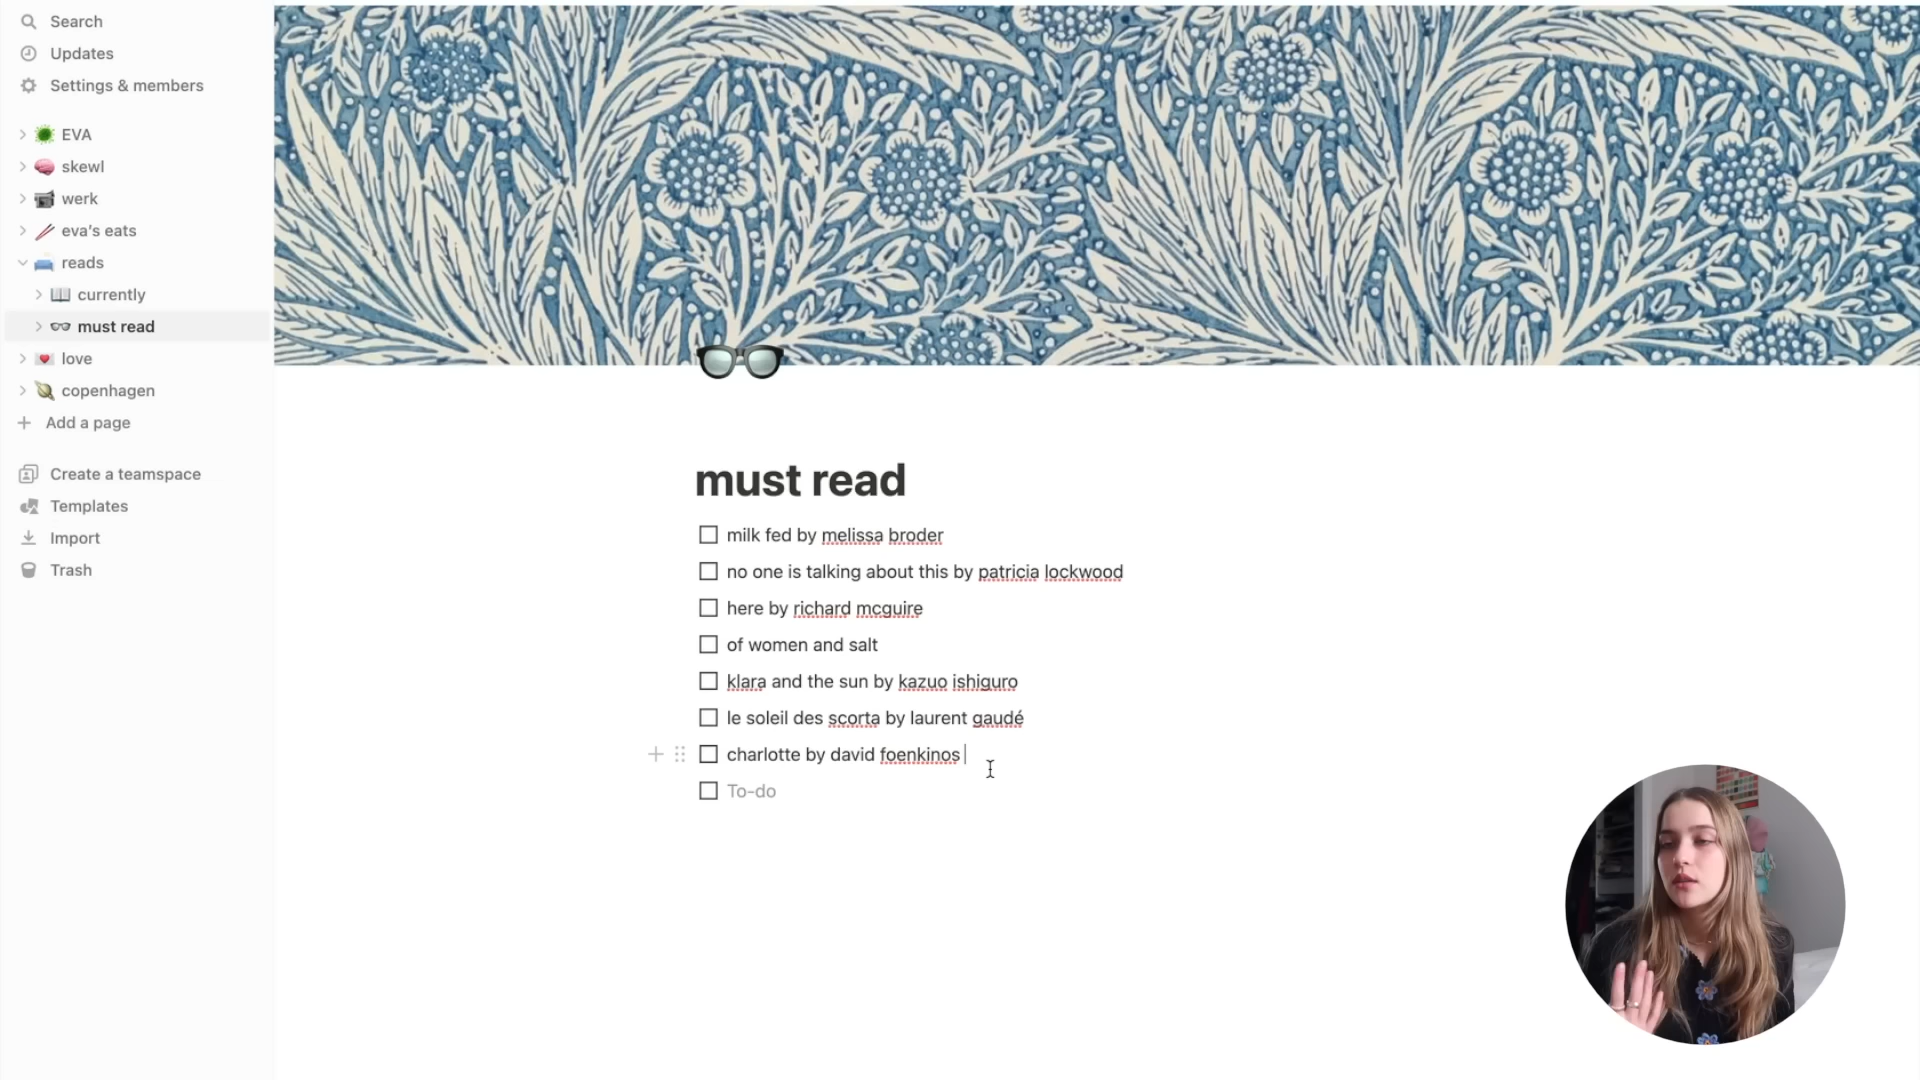 Search
Updates
Settings & members
EVA
skewl
werk
eva's eats
reads
currently
must read
love
copenhagen
Add a page
Create a teamspace
Templates
Import
Trash
must read
milk fed by melissa broder
no one is talking about this by patricia lockwood
here by richard mcguire
of women and salt
klara and the sun by kazuo ishiguro
le soleil des scorta by laurent gaudé
charlotte by david foenkinos
To-do